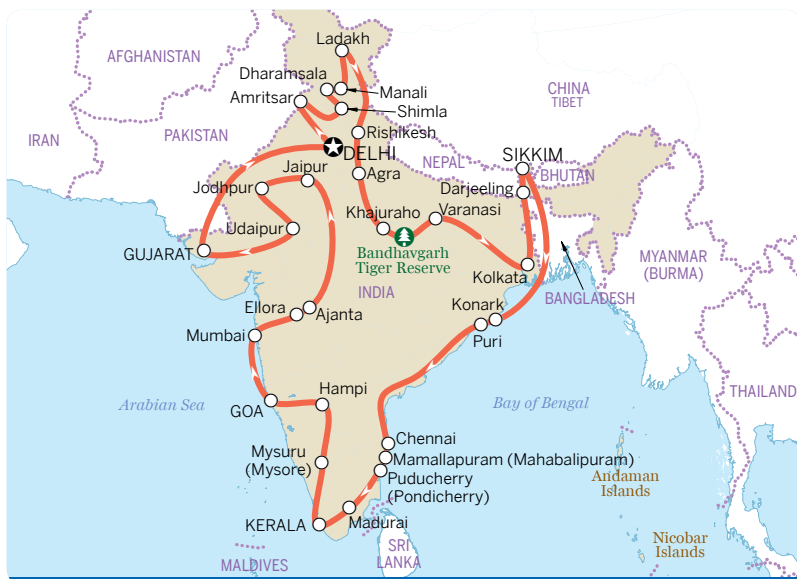 Ladakh
AFGHANISTAN
Dharamsala
Manali
CHINA
TIBET
Amritsar
Shimla
IRAN
PAKISTAN
Rishikesh
DELHI
NEPAL
SIKKIM
BHUTAN
Jaipur
Agra
Jodhpur
Darjeeling
Khajuraho
Varanasi
Udaipur
GUJARAT
Bandhavgarh
Tiger Reserve
MYANMAR
(BURMA)
Kolkata
INDIA
BANGLADESH
Ellora
Ajanta
Konark
Mumbai
Puri
THAILAND
Hampi
Arabian Sea
GOA
Bay of Bengal
Chennai
Mysuru
(Mysore)
Mamallapuram (Mahabalipuram)
Puducherry
(Pondicherry)
Andaman
Islands
KERALA
Madurai
Nicobar
Islands
SRI
LANKA
MALDIVES